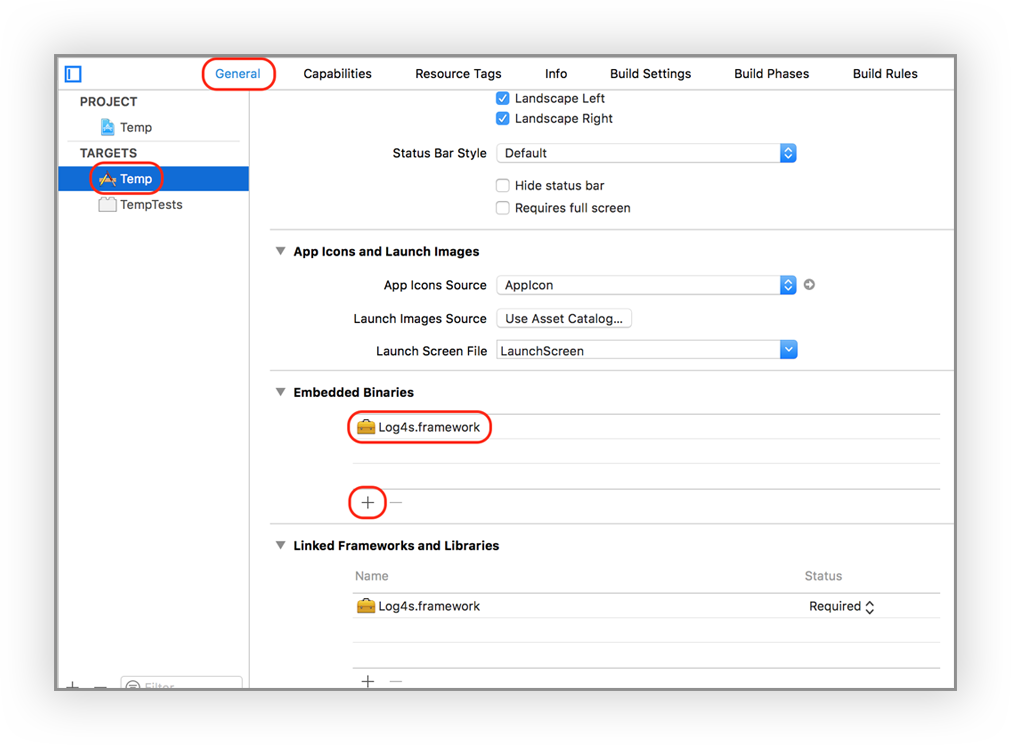 General Capabilities Resource Tags Info Build Settings Build Phases Build Rules
PROJECT
Temp
TARGETS
Temp
TempTests
Landscape Left
Landscape Right
Status Bar Style Default
Hide status bar
Requires full screen
App Icons and Launch Images
App Icons Source AppIcon
Launch Images Source Use Asset Catalog...
Launch Screen File LaunchScreen
Embedded Binaries
Log4s.framework
+ —
Linked Frameworks and Libraries
Name Status
Log4s.framework Required
+ —
+ — Filter